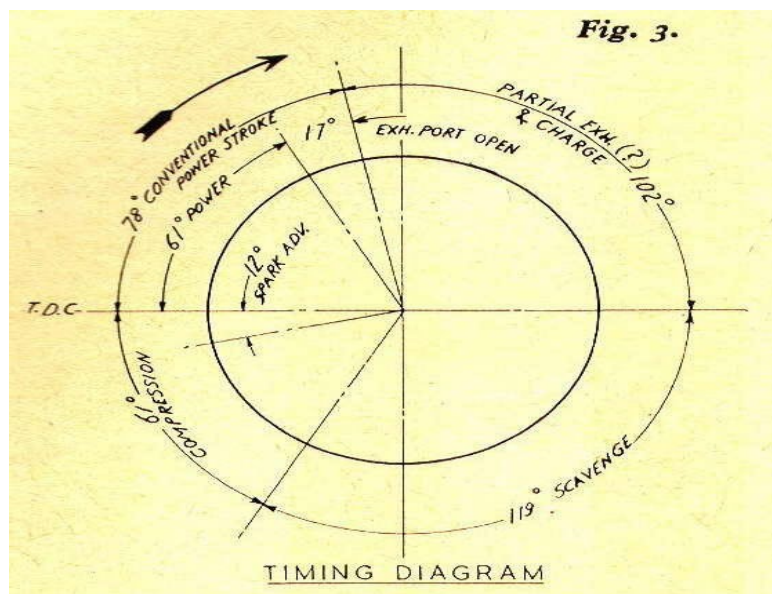 Fig. 3.
PARTIAL EXH. (?)
& CHARGE
102°
78° CONVENTIONAL
POWER STROKE
17°
EXH. PORT OPEN
61° POWER
12°
SPARK ADV.
T.D.C.
61°
COMPRESSION
119° SCAVENGE
TIMING DIAGRAM